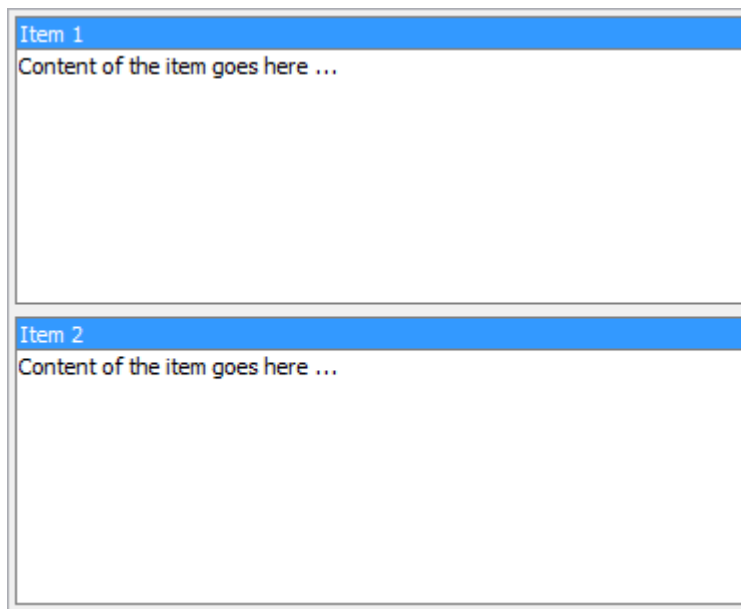 Item 1
Content of the item goes here ...
Item 2
Content of the item goes here ...